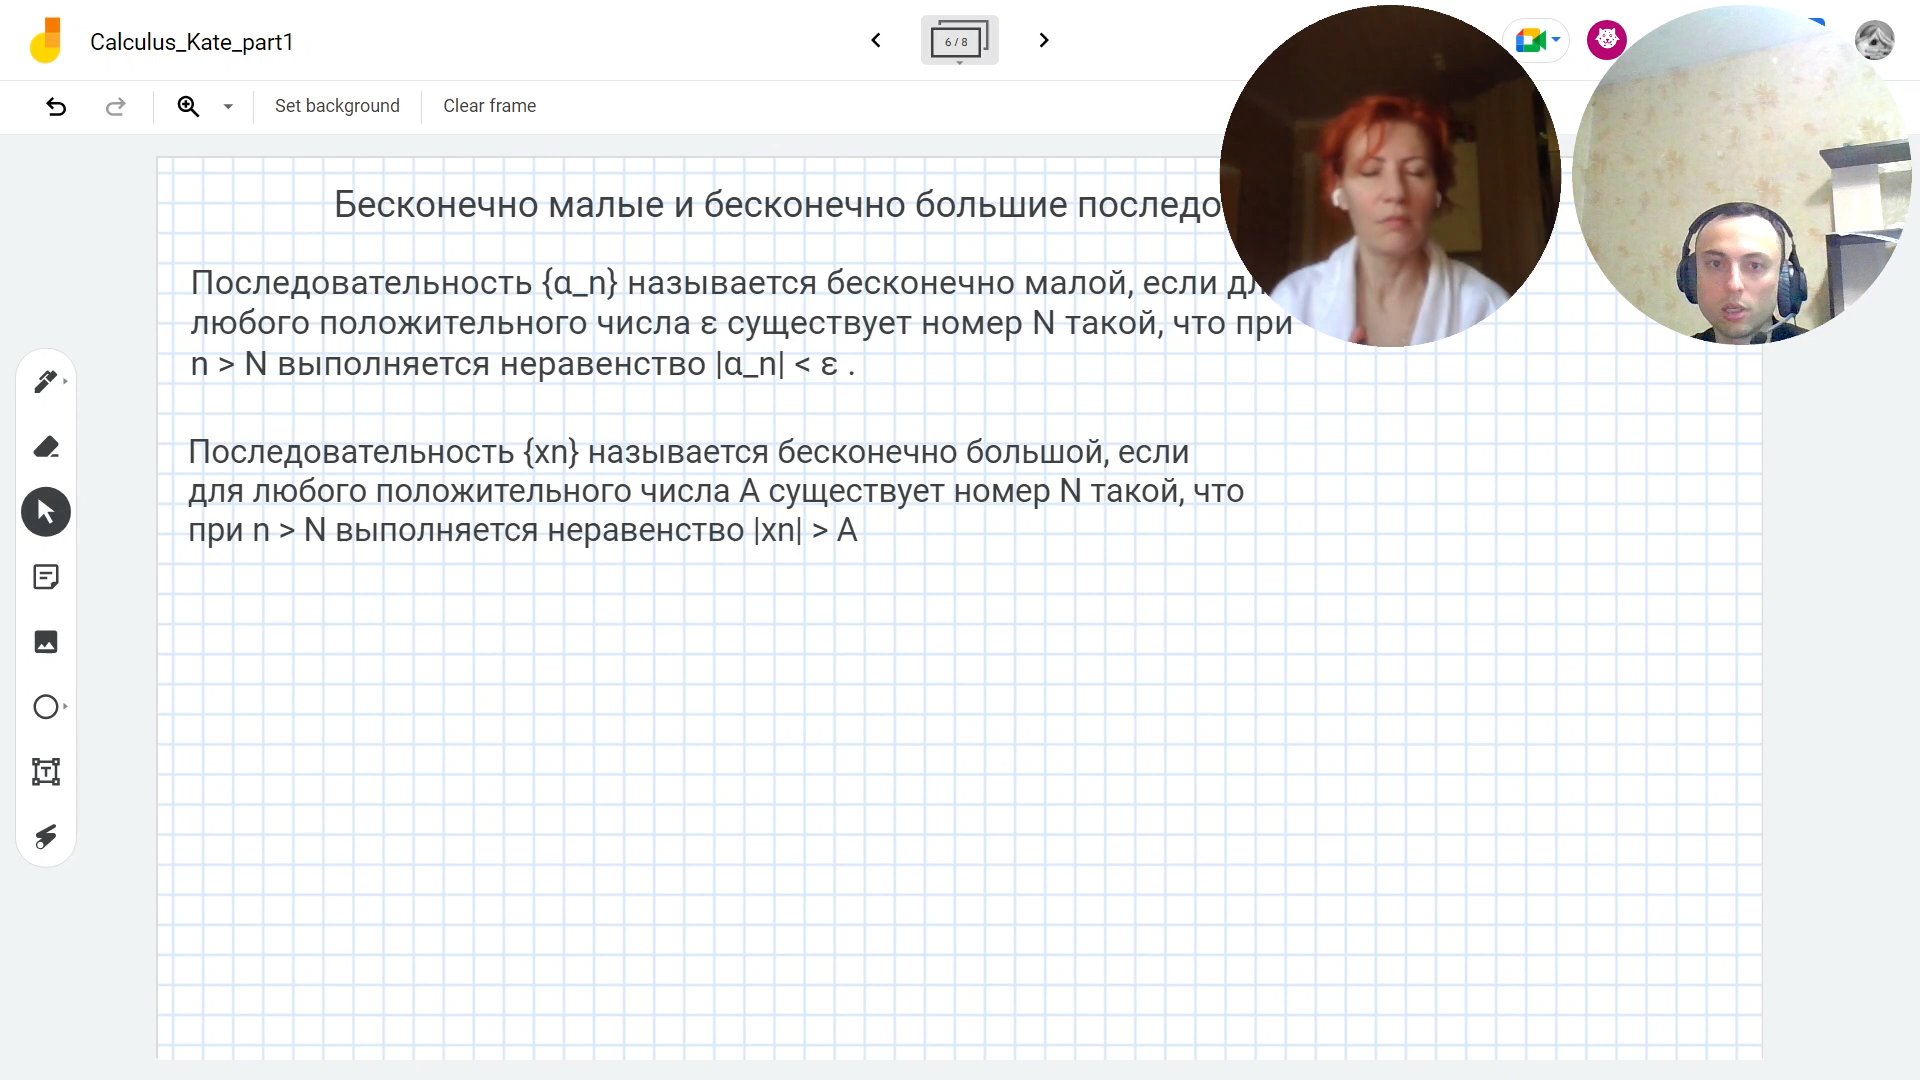 Calculus_Kate_part1
6 / 8
Set background
Clear frame
Бесконечно малые и бесконечно большие последо
Последовательность {α_n} называется бесконечно малой, если для
любого положительного числа ε существует номер N такой, что при
n > N выполняется неравенство |α_n| < ε .
Последовательность {xn} называется бесконечно большой, если
для любого положительного числа A существует номер N такой, что
при n > N выполняется неравенство |xn| > A